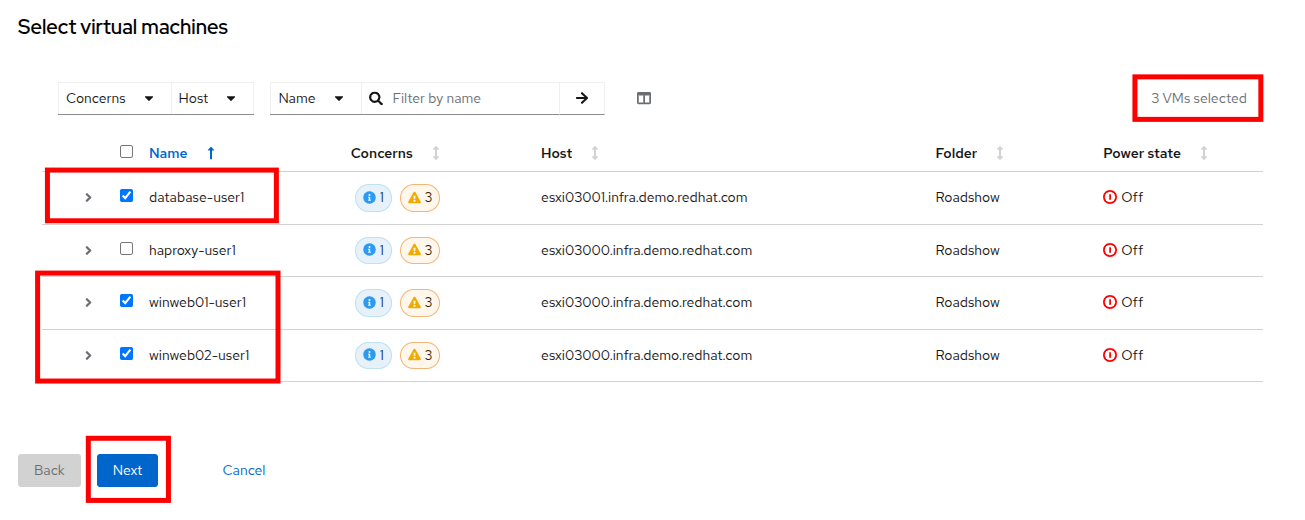 Select virtual machines
Concerns Host Name Filter by name 3 VMs selected
Name Concerns Host Folder Power state
database-user1 1 3 esxi03001.infra.demo.redhat.com Roadshow Off
haproxy-user1 1 3 esxi03000.infra.demo.redhat.com Roadshow Off
winweb01-user1 1 3 esxi03000.infra.demo.redhat.com Roadshow Off
winweb02-user1 1 3 esxi03000.infra.demo.redhat.com Roadshow Off
Back Next Cancel